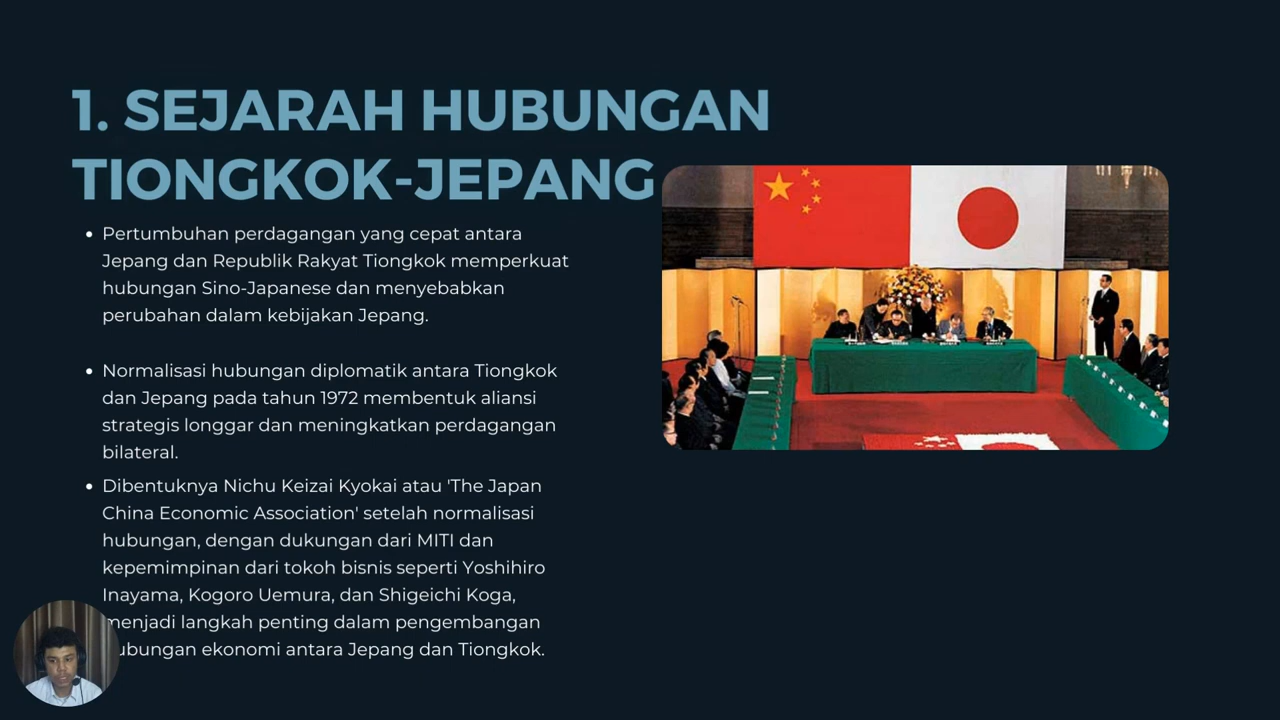 1. SEJARAH HUBUNGAN
TIONGKOK-JEPANG
Pertumbuhan perdagangan yang cepat antara
Jepang dan Republik Rakyat Tiongkok memperkuat
hubungan Sino-Japanese dan menyebabkan
perubahan dalam kebijakan Jepang.
Normalisasi hubungan diplomatik antara Tiongkok
dan Jepang pada tahun 1972 membentuk aliansi
strategis longgar dan meningkatkan perdagangan
bilateral.
Dibentuknya Nichu Keizai Kyokai atau 'The Japan
China Economic Association' setelah normalisasi
hubungan, dengan dukungan dari MITI dan
kepemimpinan dari tokoh bisnis seperti Yoshihiro
Inayama, Kogoro Uemura, dan Shigeichi Koga,
menjadi langkah penting dalam pengembangan
hubungan ekonomi antara Jepang dan Tiongkok.